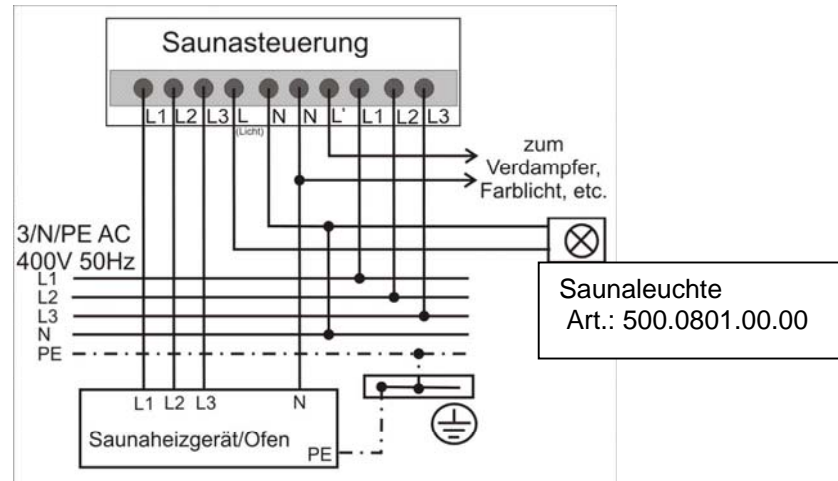 Saunasteuerung
L1 L2 L3 L N N L' L1 L2 L3
(Licht)
zum
Verdampfer,
Farblicht, etc.
3/N/PE AC
400V 50Hz
L1
L2
L3
N
PE
Saunaleuchte
Art.: 500.0801.00.00
L1 L2 L3 N
Saunaheizgerät/Ofen
PE